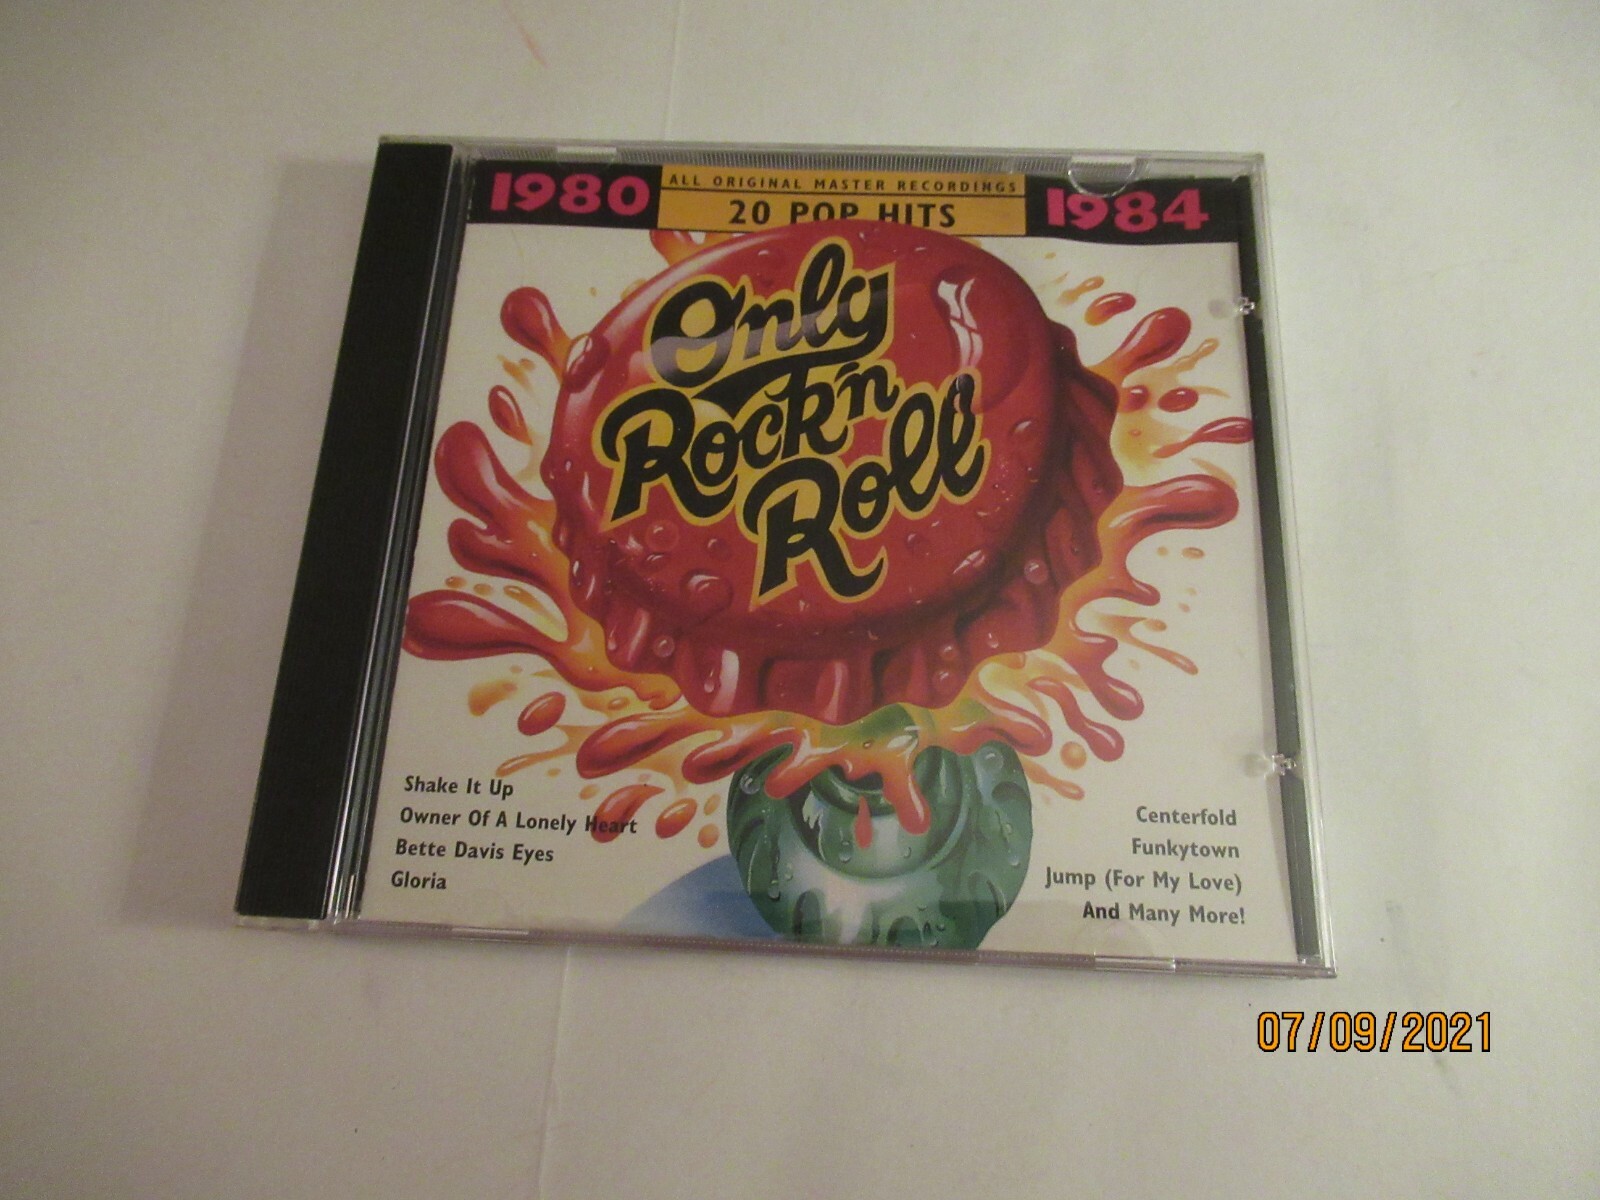 1980
ALL ORIGINAL MASTER RECORDINGS
20 POP HITS
1984
Only
Rock 'n
Roll
Shake It Up
Owner Of A Lonely Heart
Bette Davis Eyes
Gloria
Centerfold
Funkytown
Jump (For My Love)
And Many More!
07/09/2021